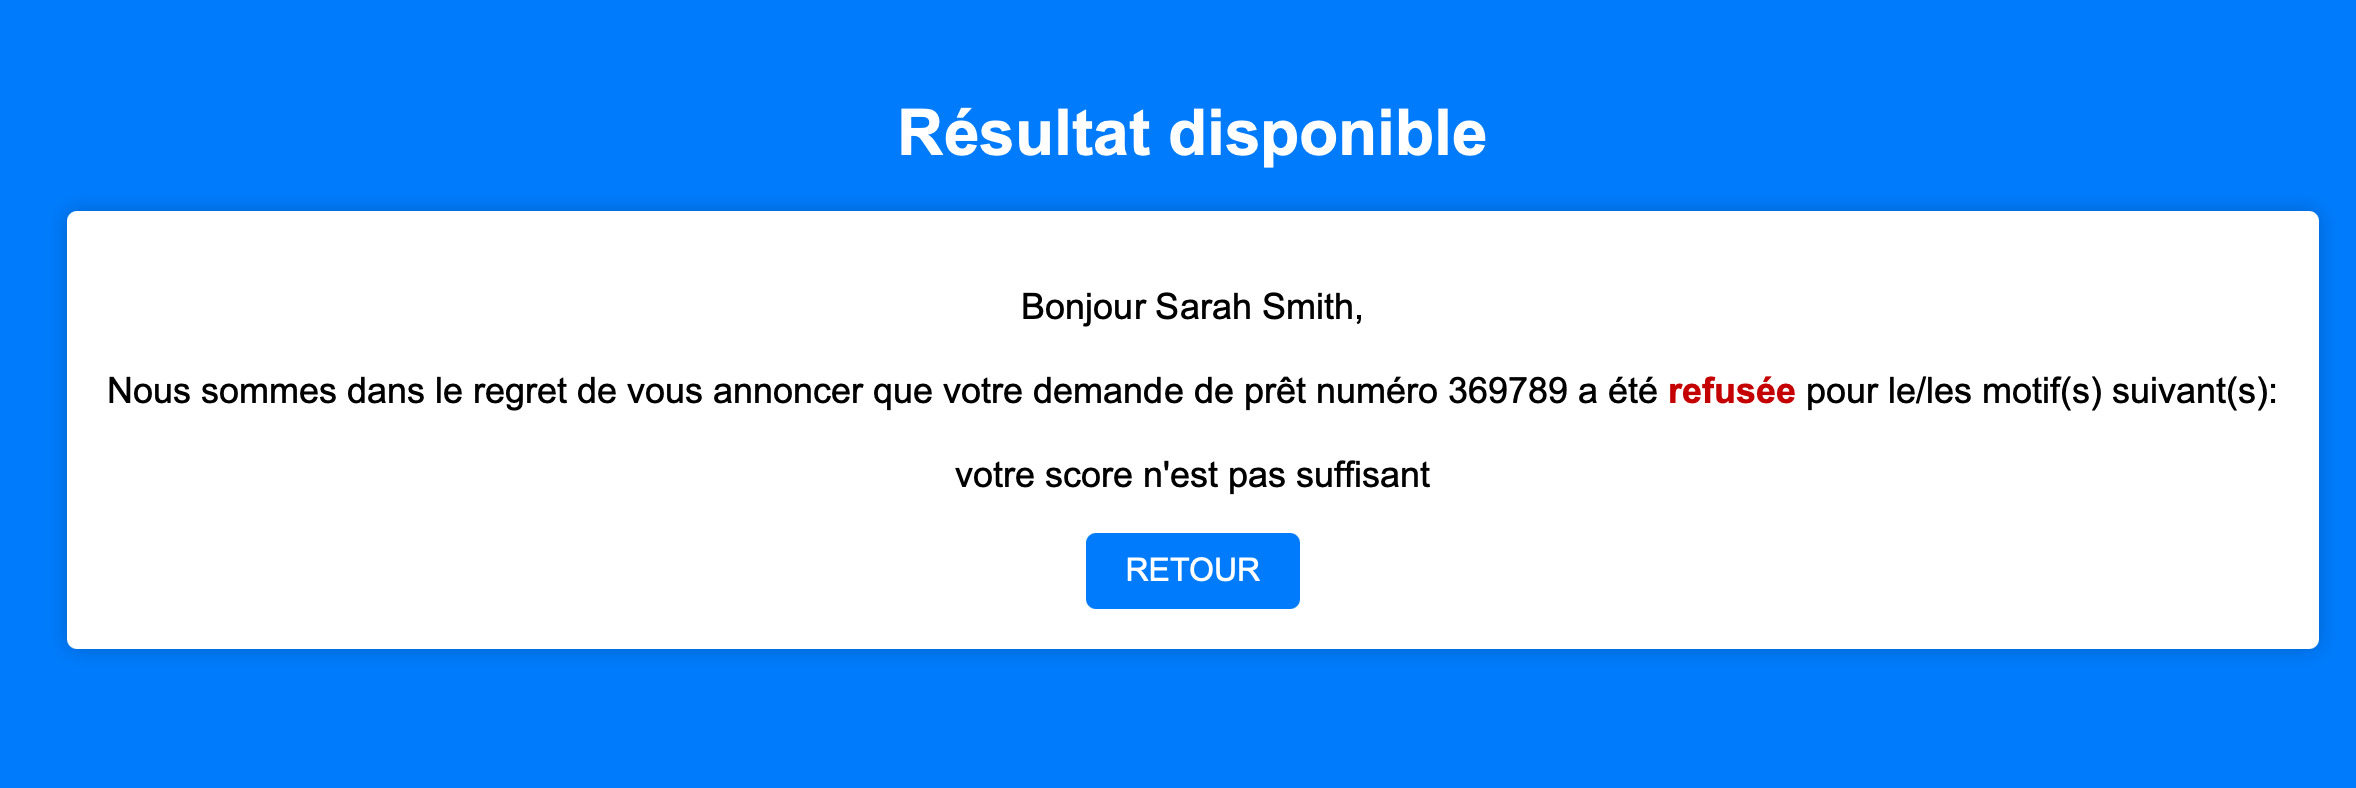 Résultat disponible
Bonjour Sarah Smith,
Nous sommes dans le regret de vous annoncer que votre demande de prêt numéro 369789 a été refusée pour le/les motif(s) suivant(s):
votre score n'est pas suffisant
RETOUR